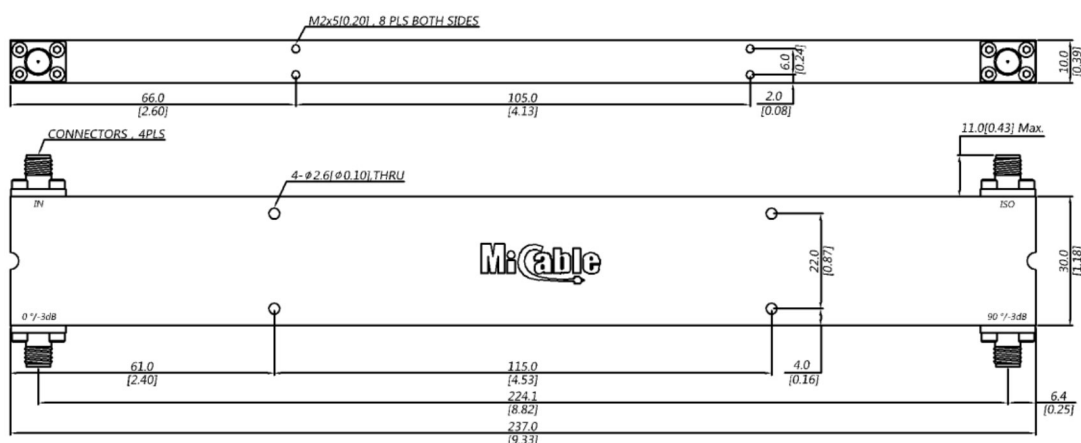 M2x5[0.20] , 8 PLS BOTH SIDES
6.0
[0.24]
10.0
[0.39]
66.0
[2.60]
105.0
[4.13]
2.0
[0.08]
CONNECTORS , 4PLS
11.0[0.43] Max.
4-φ2.6[φ0.10],THRU
IN
ISO
MiCable
22.0
[0.87]
30.0
[1.18]
0 °/-3dB
90 °/-3dB
61.0
[2.40]
115.0
[4.53]
4.0
[0.16]
224.1
[8.82]
6.4
[0.25]
237.0
[9.33]